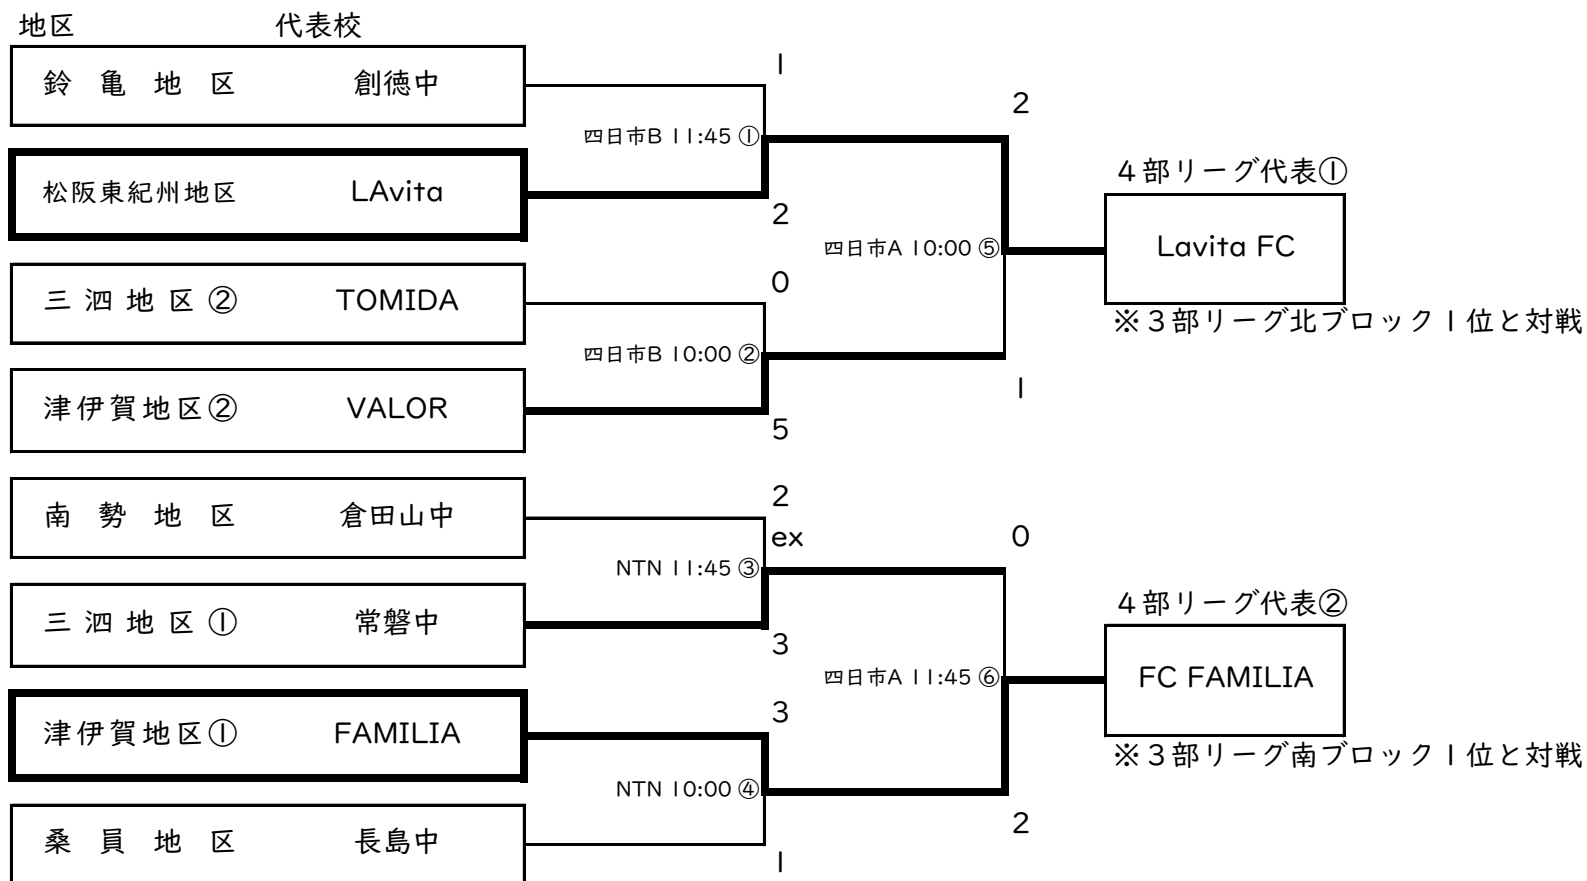 地区 代表校
鈴亀地区 創徳中
松阪東紀州地区 LAvita
三泗地区② TOMIDA
津伊賀地区② VALOR
南勢地区 倉田山中
三泗地区① 常磐中
津伊賀地区① FAMILIA
桑員地区 長島中
1
四日市B 11:45 ①
2
0
四日市B 10:00 ②
5
2
ex
NTN 11:45 ③
3
3
NTN 10:00 ④
1
2
四日市A 10:00 ⑤
1
0
四日市A 11:45 ⑥
2
4部リーグ代表①
Lavita FC
※3部リーグ北ブロック1位と対戦
4部リーグ代表②
FC FAMILIA
※3部リーグ南ブロック1位と対戦